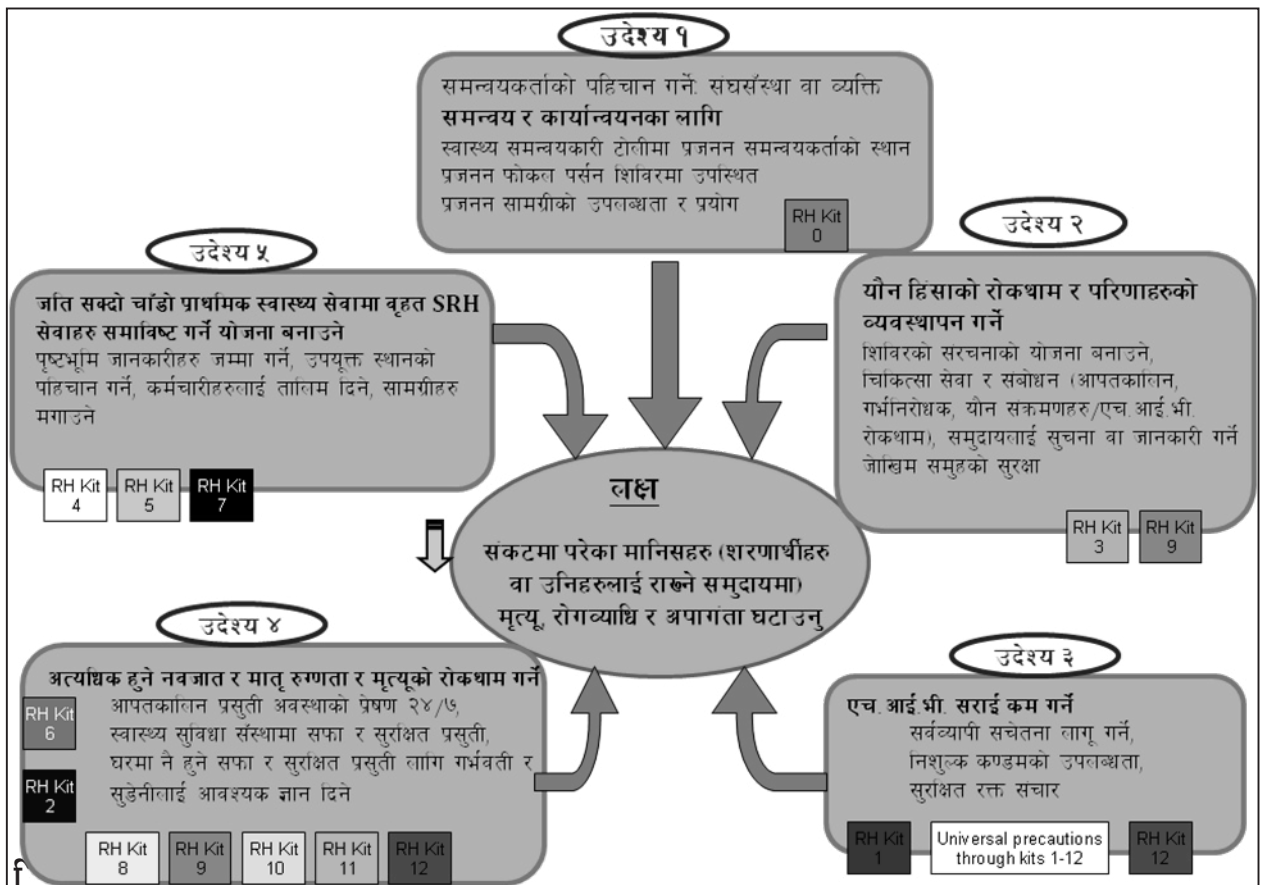 उदेश्य १
समन्वयकर्ताको पहिचान गर्ने: संघसँस्था वा व्यक्ति
समन्वय र कार्यान्वयनका लागि
स्वास्थ्य समन्वयकारी टोलीमा प्रजनन समन्वयकर्ताको स्थान
प्रजनन फोकल पर्सन शिविरमा उपस्थित
प्रजनन सामग्रीको उपलब्धता र प्रयोग
RH Kit
0
उदेश्य २
यौन हिंसाको रोकथाम र परिणाहरुको
व्यवस्थापन गर्ने
शिविरको संरचनाको योजना बनाउने,
चिकित्सा सेवा र संबोधन (आपतकालिन,
गर्भनिरोधक, यौन संक्रमणहरु/एच.आई.भी.
रोकथाम), समुदायलाई सुचना वा जानकारी गर्ने
जोखिम समुहको सुरक्षा
RH Kit
3
RH Kit
9
उदेश्य ५
जति सक्दो चाँडो प्राथमिक स्वास्थ्य सेवामा वृहत SRH
सेवाहरु समाविष्ट गर्ने योजना बनाउने
पृष्टभूमि जानकारीहरु जम्मा गर्ने, उपयूक्त स्थानको
पहिचान गर्ने, कर्मचारीहरुलाई तालिम दिने, सामग्रीहरु
मगाउने
RH Kit
4
RH Kit
5
RH Kit
7
लक्ष
संकटमा परेका मानिसहरु (शरणार्थीहरु
वा उनिहरुलाई राख्ने समुदायमा)
मृत्यू, रोगव्याधि र अपागंता घटाउनु
उदेश्य ४
अत्यधिक हुने नवजात र मातृ रुग्णता र मृत्यूको रोकथाम गर्ने
आपतकालिन प्रसुती अवस्थाको प्रेषण २४/७,
स्वास्थ्य सुविधा सँस्थामा सफा र सुरक्षित प्रसुती,
घरमा नै हुने सफा र सुरक्षित प्रसुती लागि गर्भवती र
सुडेनीलाई आवश्यक ज्ञान दिने
RH Kit
6
RH Kit
2
RH Kit
8
RH Kit
9
RH Kit
10
RH Kit
11
RH Kit
12
उदेश्य ३
एच.आई.भी. सराई कम गर्ने
सर्वव्यापी सचेतना लागू गर्ने,
निशुल्क कण्डमको उपलब्धता,
सुरक्षित रक्त संचार
RH Kit
1
Universal precautions
through kits 1-12
RH Kit
12